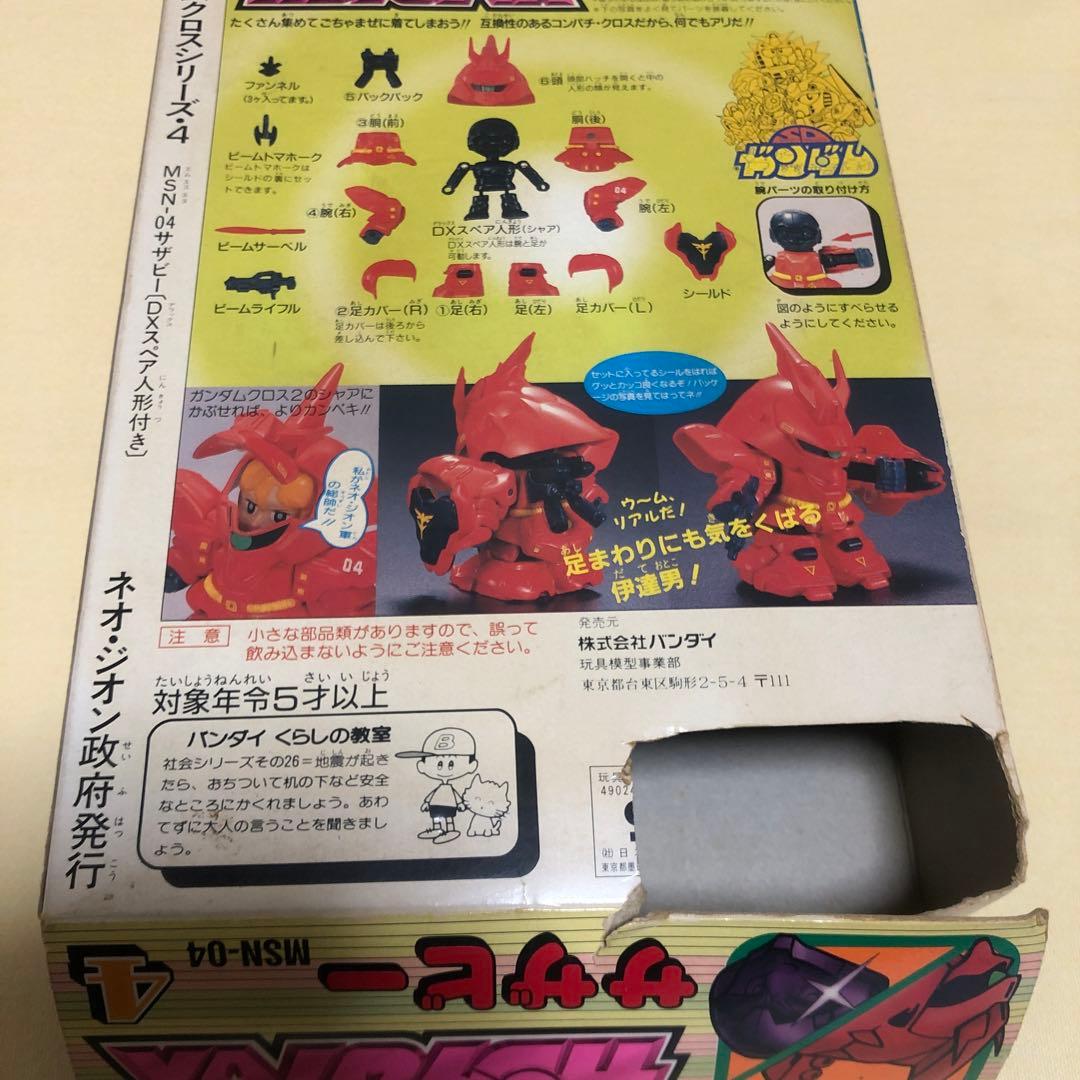 たくさん集めてごちゃまぜに着てしまおう!! 互換性のあるコンパチ・クロスだから、何でもアリだ!!
ファンネル
(3ヶ入ってます。)
⑤バックパック
⑥頭
頭部ハッチを開くと中の
人形の顔が見えます。
ビームトマホーク
ビームトマホークは
シールドの裏にセッ
トできます。
③胴(前)
胴(後)
④腕(右)
04
腕(左)
DXスペア人形(シャア)
DXスペア人形は腕と足が
可動します。
ビームサーベル
ビームライフル
②足カバー(R)
足カバーは後ろから
差し込んで下さい。
①足(右)
足(左)
足カバー(L)
シールド
SD
ガンダム
腕パーツの取り付け方
図のようにすべらせる
ようにしてください。
クロスシリーズ・4
MSN-04サザビー〔DXスペア人形付き〕
ネオ・ジオン政府発行
ガンダムクロス2のシャアに
かぶせれば、よりカンペキ!!
私がネオ・ジオン軍
の総帥だ!!
04
セットに入ってるシールをはれば
グッとカッコ良くなるぞ!パッケ
ージの写真を見てはってネ!!
ウ〜ム、
リアルだ!
足まわりにも気をくばる
伊達男!
注意
小さな部品類がありますので、誤って
飲み込まないようにご注意ください。
対象年令5才以上
発売元
株式会社バンダイ
玩具模型事業部
東京都台東区駒形2-5-4 〒111
バンダイ くらしの教室
社会シリーズその26=地震が起き
たら、おちついて机の下など安全
なところにかくれましょう。あわ
てずに大人の言うことを聞きまし
ょう。
B
玩
49024
㈳日
東京都墨
4
MSN-04
サザビー